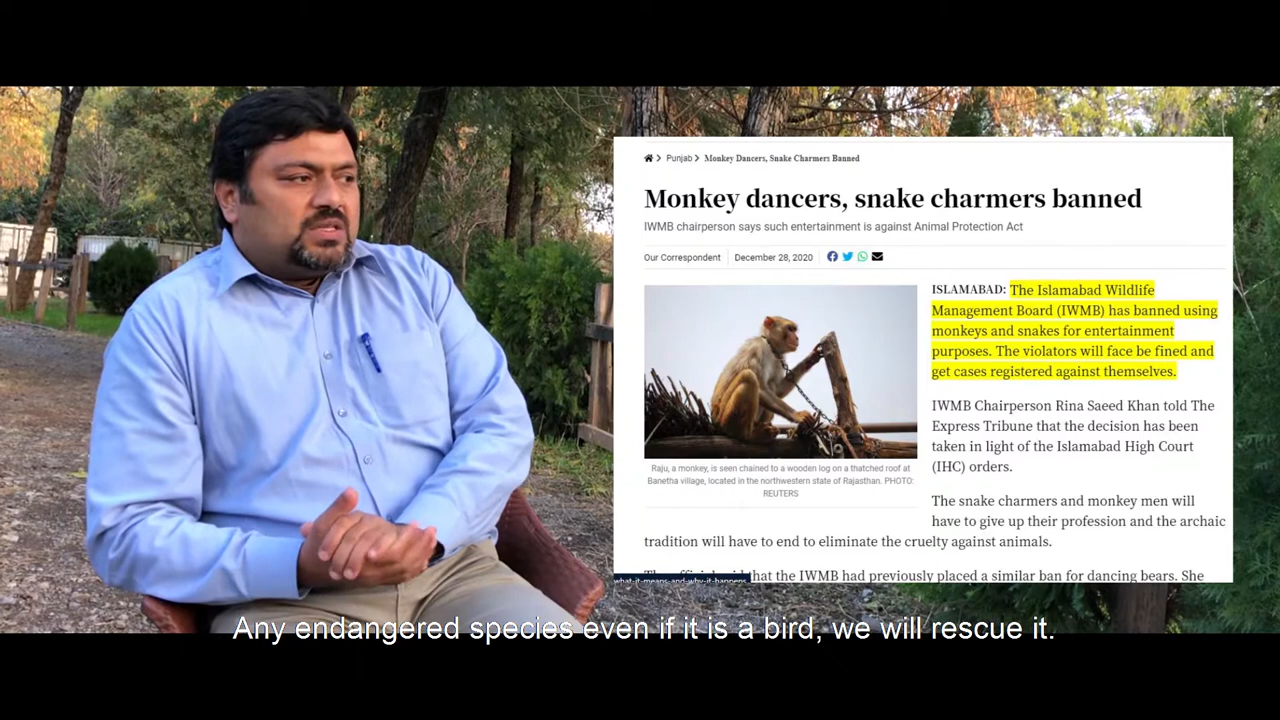 Punjab Monkey Dancers, Snake Charmers Banned
Monkey dancers, snake charmers banned
IWMB chairperson says such entertainment is against Animal Protection Act
Our Correspondent December 28, 2020
ISLAMABAD: The Islamabad Wildlife
Management Board (IWMB) has banned using
monkeys and snakes for entertainment
purposes. The violators will face be fined and
get cases registered against themselves.
IWMB Chairperson Rina Saeed Khan told The
Express Tribune that the decision has been
taken in light of the Islamabad High Court
(IHC) orders.
Raju, a monkey, is seen chained to a wooden log on a thatched roof at
Banetha village, located in the northwestern state of Rajasthan. PHOTO:
REUTERS
The snake charmers and monkey men will
have to give up their profession and the archaic
tradition will have to end to eliminate the cruelty against animals.
that the IWMB had previously placed a similar ban for dancing bears. She
what-it-means-and-why-it-happens
Any endangered species even if it is a bird, we will rescue it.